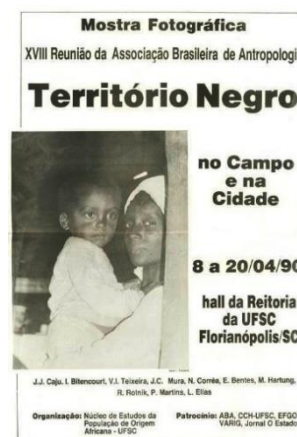 Mostra Fotográfica
XVIII Reunião da Associação Brasileira de Antropologi
Território Negro
no Campo
e na
Cidade
8 a 20/04/90
hall da Reitoria
da UFSC
Florianópolis/SC
J.J. Caju. I. Bitencourt, V.I. Teixeira, J.C. Mura, N. Corrêa, E. Bentes, M. Hartung,
R. Rolnik, P. Martins, L. Elias
Organização: Núcleo de Estudos da
População de Origem
Africana - UFSC
Patrocínio: ABA, CCH-UFSC, EFGC
VARIG, Jornal O Estado